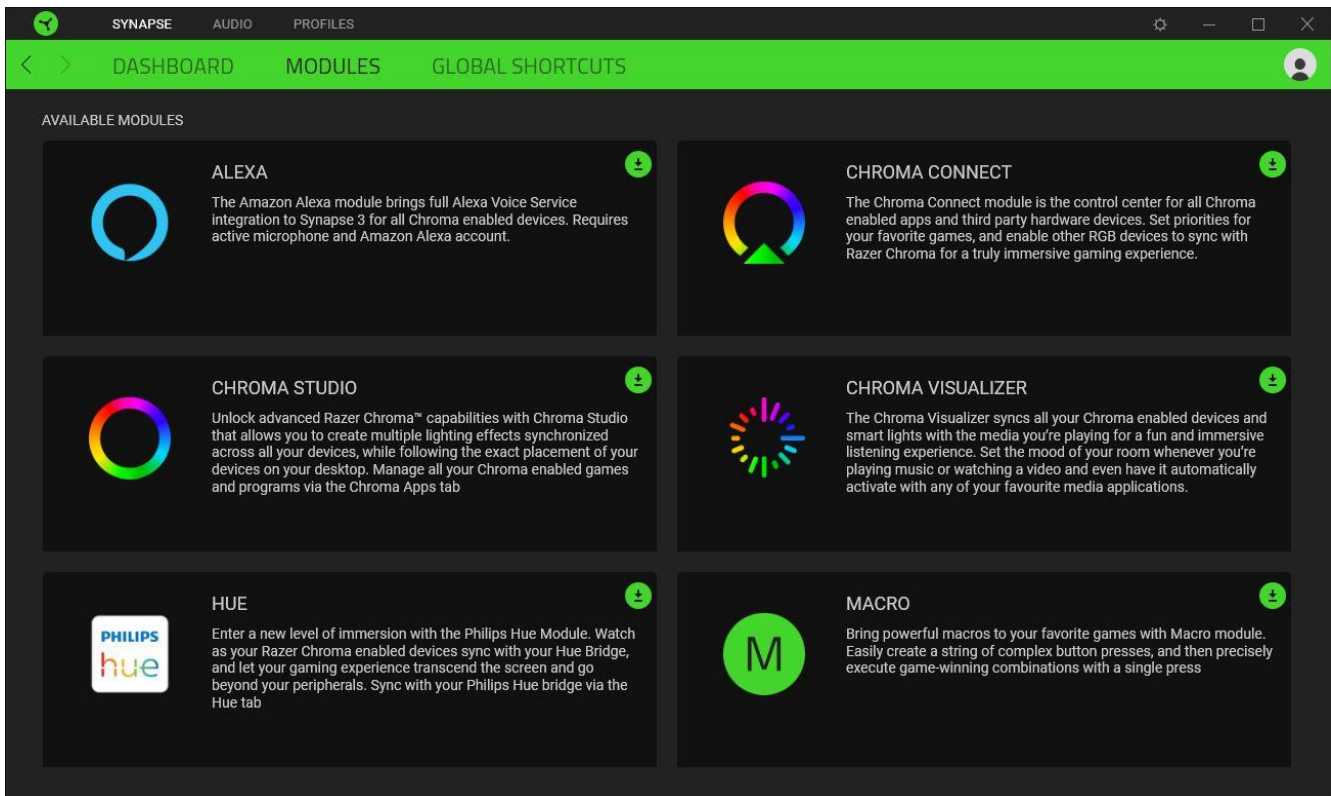 SYNAPSE AUDIO PROFILES
DASHBOARD MODULES GLOBAL SHORTCUTS
AVAILABLE MODULES
ALEXA
The Amazon Alexa module brings full Alexa Voice Service
integration to Synapse 3 for all Chroma enabled devices. Requires
active microphone and Amazon Alexa account.
CHROMA CONNECT
The Chroma Connect module is the control center for all Chroma
enabled apps and third party hardware devices. Set priorities for
your favorite games, and enable other RGB devices to sync with
Razer Chroma for a truly immersive gaming experience.
CHROMA STUDIO
Unlock advanced Razer Chroma™ capabilities with Chroma Studio
that allows you to create multiple lighting effects synchronized
across all your devices, while following the exact placement of your
devices on your desktop. Manage all your Chroma enabled games
and programs via the Chroma Apps tab
CHROMA VISUALIZER
The Chroma Visualizer syncs all your Chroma enabled devices and
smart lights with the media you're playing for a fun and immersive
listening experience. Set the mood of your room whenever you're
playing music or watching a video and even have it automatically
activate with any of your favourite media applications.
PHILIPS
hue
HUE
Enter a new level of immersion with the Philips Hue Module. Watch
as your Razer Chroma enabled devices sync with your Hue Bridge,
and let your gaming experience transcend the screen and go
beyond your peripherals. Sync with your Philips Hue bridge via the
Hue tab
M
MACRO
Bring powerful macros to your favorite games with Macro module.
Easily create a string of complex button presses, and then precisely
execute game-winning combinations with a single press